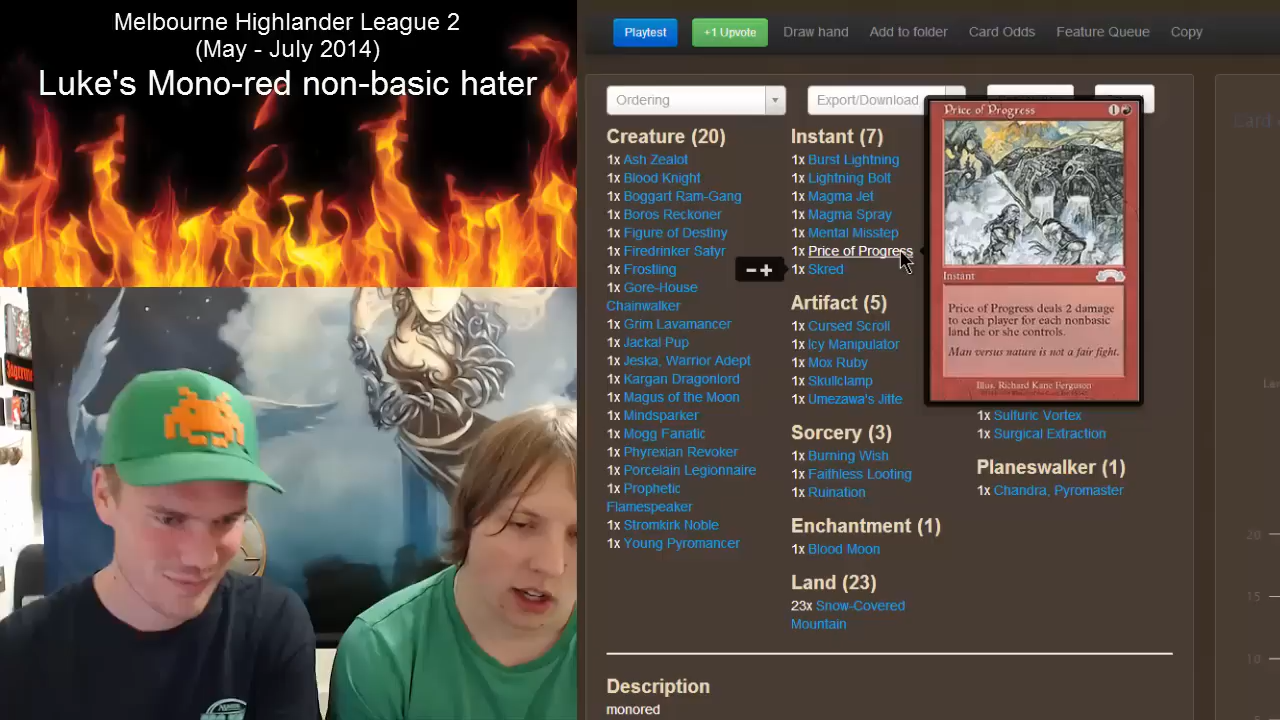 Melbourne Highlander League 2
(May - July 2014)
Luke's Mono-red non-basic hater
Playtest
+1 Upvote
Draw hand
Add to folder
Card Odds
Feature Queue
Copy
Ordering
Export/Download
Creature (20)
1x Ash Zealot
1x Blood Knight
1x Boggart Ram-Gang
1x Boros Reckoner
1x Figure of Destiny
1x Firedrinker Satyr
1x Frostling
1x Gore-House
Chainwalker
1x Grim Lavamancer
1x Jackal Pup
1x Jeska, Warrior Adept
1x Kargan Dragonlord
1x Magus of the Moon
1x Mindsparker
1x Mogg Fanatic
1x Phyrexian Revoker
1x Porcelain Legionnaire
1x Prophetic
Flamespeaker
1x Stromkirk Noble
1x Young Pyromancer
Instant (7)
1x Burst Lightning
1x Lightning Bolt
1x Magma Jet
1x Magma Spray
1x Mental Misstep
1x Price of Progress
−+ 1x Skred
Artifact (5)
1x Cursed Scroll
1x Icy Manipulator
1x Mox Ruby
1x Skullclamp
1x Umezawa's Jitte
Sorcery (3)
1x Burning Wish
1x Faithless Looting
1x Ruination
Enchantment (1)
1x Blood Moon
Land (23)
23x Snow-Covered
Mountain
Price of Progress 1
Instant
Price of Progress deals 2 damage
to each player for each nonbasic
land he or she controls.
Man versus nature is not a fair fight.
Illus. Richard Kane Ferguson
1x Sulfuric Vortex
1x Surgical Extraction
Planeswalker (1)
1x Chandra, Pyromaster
Description
monored
20
15
10